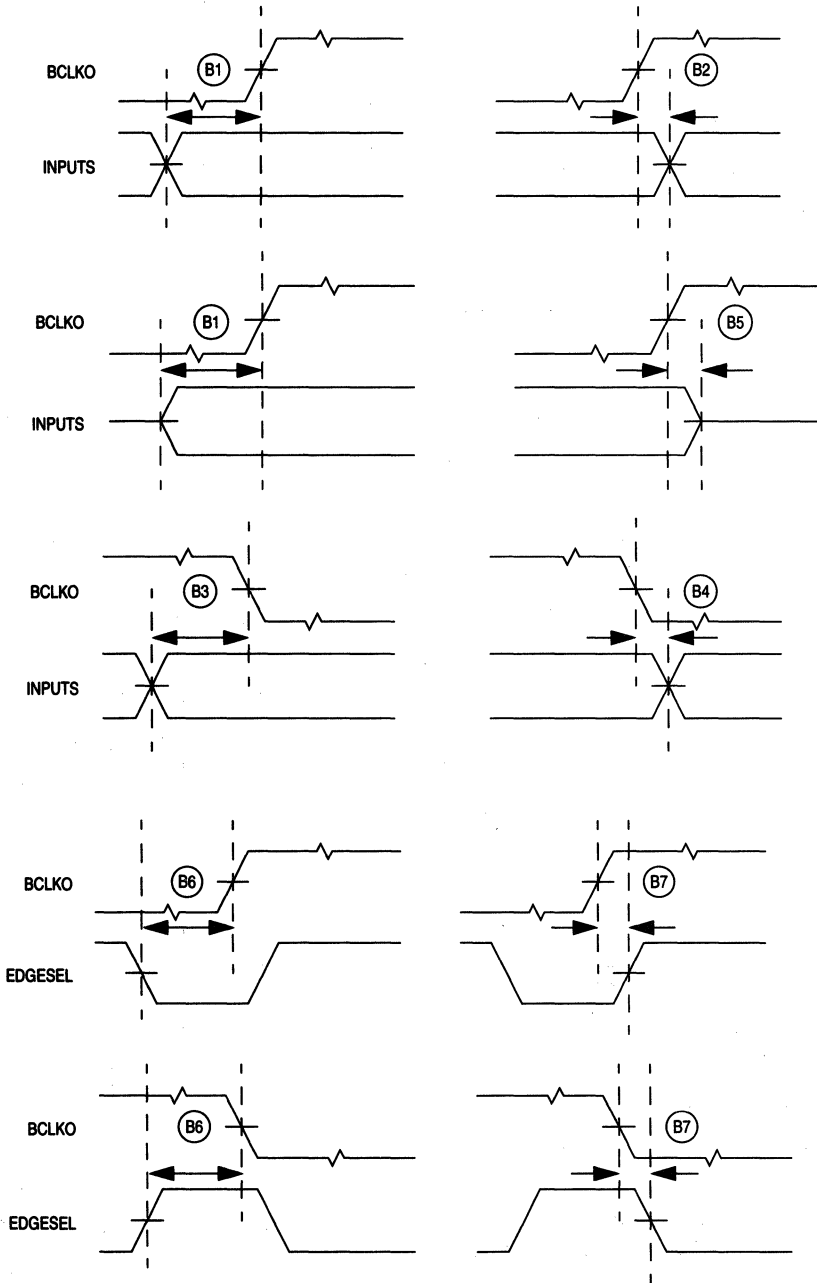 BCLKO B1 B2
INPUTS
BCLKO B1 B5
INPUTS
BCLKO B3 B4
INPUTS
BCLKO B6 B7
EDGESEL
BCLKO B6 B7
EDGESEL